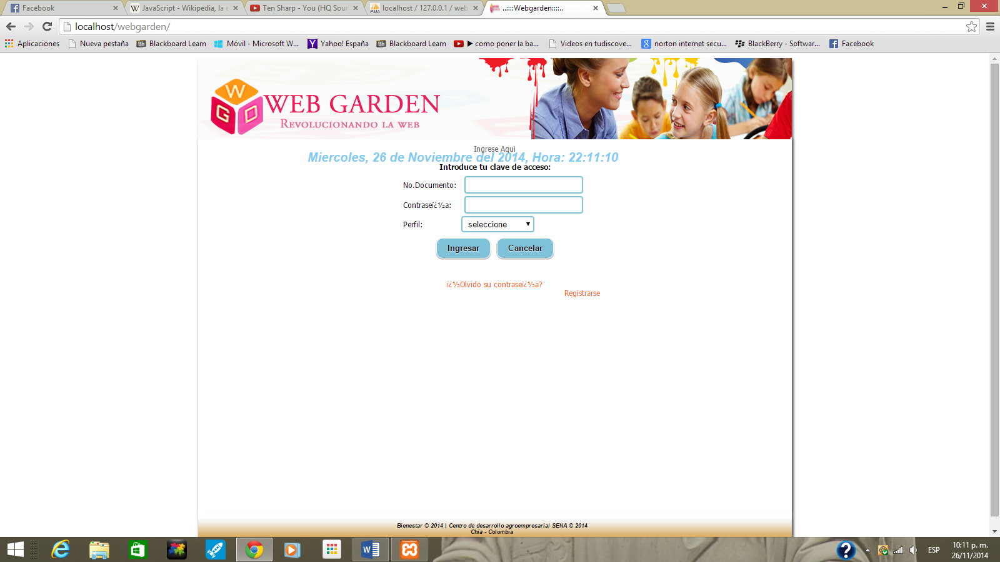 Facebook
JavaScript - Wikipedia, la e
Ten Sharp - You (HQ Sour
localhost / 127.0.0.1 / web
..::::Webgarden::::..
localhost/webgarden/
Aplicaciones
Nueva pestaña
Blackboard Learn
Móvil - Microsoft W...
Yahoo! España
Blackboard Learn
▶ como poner la ba...
Videos en tudiscove...
norton internet secu...
BlackBerry - Softwar...
Facebook
W G D
WEB GARDEN
REVOLUCIONANDO LA WEB
Ingrese Aqui
Miercoles, 26 de Noviembre del 2014, Hora: 22:11:10
Introduce tu clave de acceso:
No.Documento:
Contraseï¿½a:
Perfil: seleccione
Ingresar Cancelar
ï¿½Olvido su contraseï¿½a?
Registrarse
Bienestar © 2014 | Centro de desarrollo agroempresarial SENA © 2014
Chia - Colombia
ESP
10:11 p. m.
26/11/2014